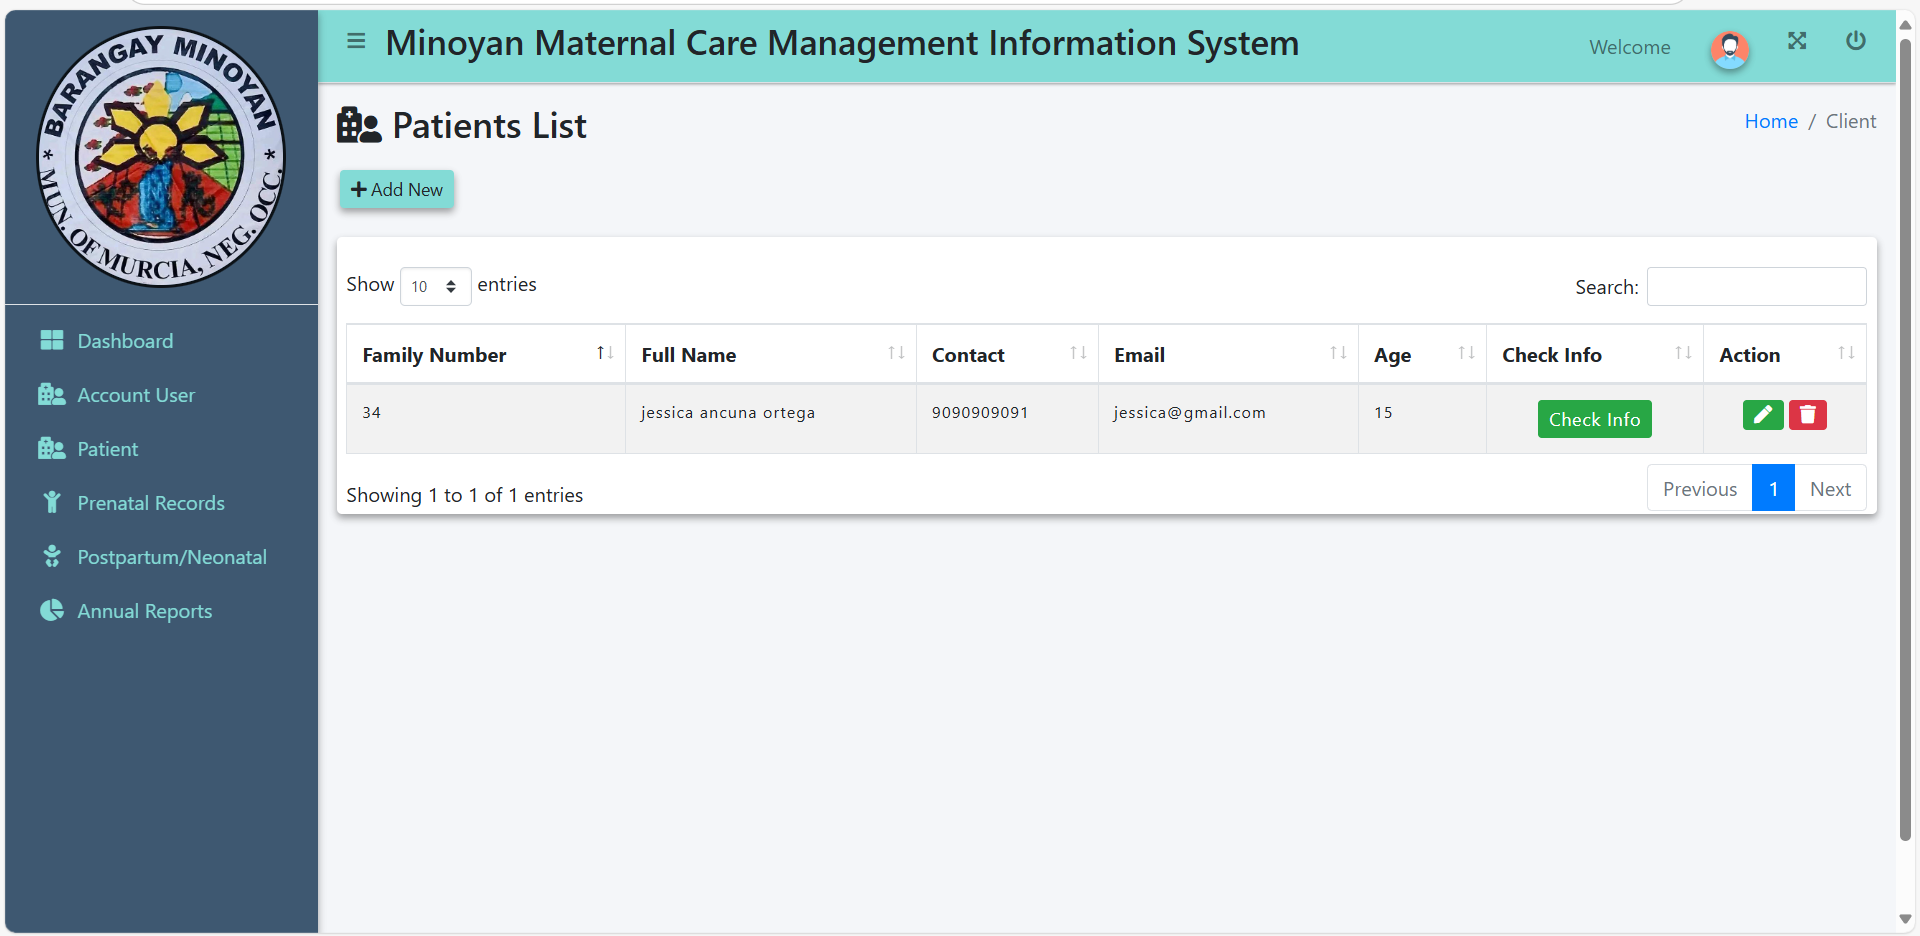 BARANGAY MINOYAN
* MUN. OF MURCIA, NEG. OCC. *
Minoyan Maternal Care Management Information System
Welcome
Dashboard
Account User
Patient
Prenatal Records
Postpartum/Neonatal
Annual Reports
Patients List
Home / Client
Add New
Show 10 entries
Search:
Family Number Full Name Contact Email Age Check Info Action
34 jessica ancuna ortega 9090909091 jessica@gmail.com 15 Check Info
Showing 1 to 1 of 1 entries
Previous 1 Next